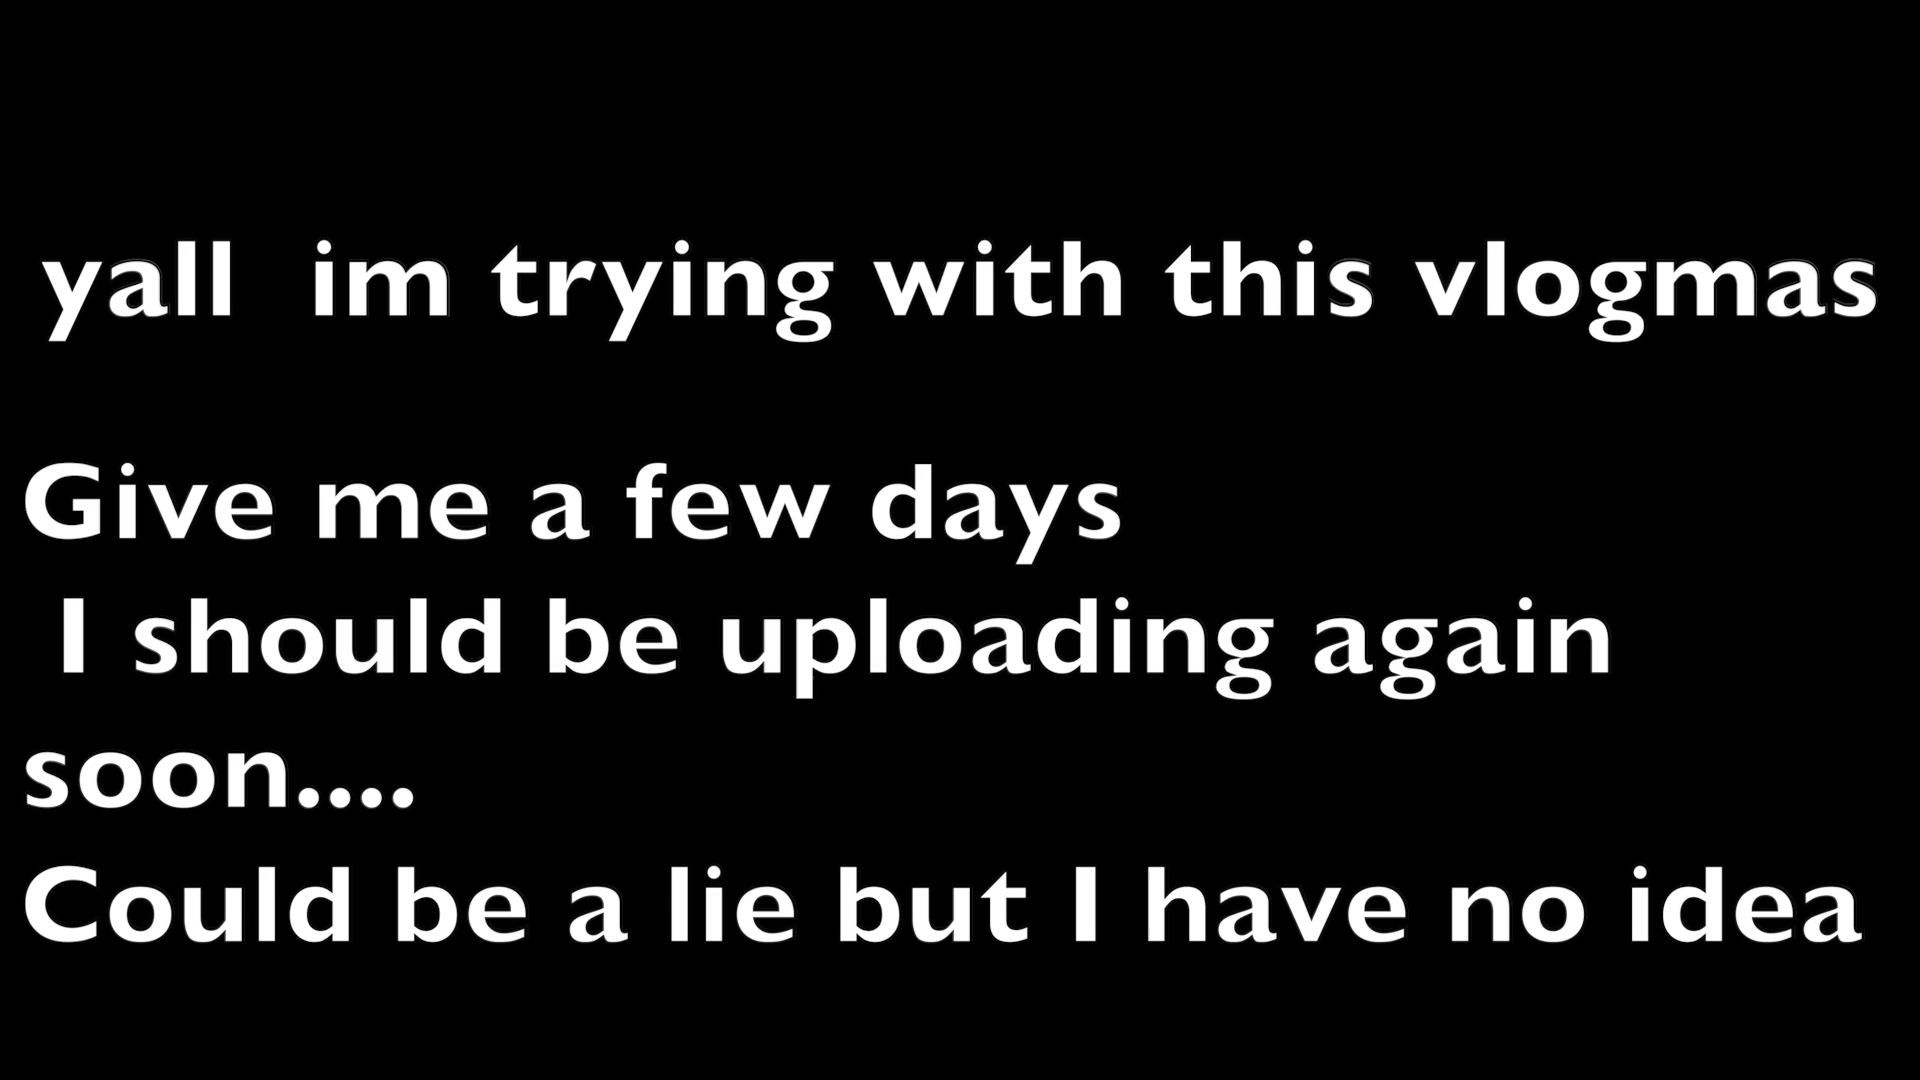 yall  im trying with this vlogmas
Give me a few days
I should be uploading again
soon....
Could be a lie but I have no idea